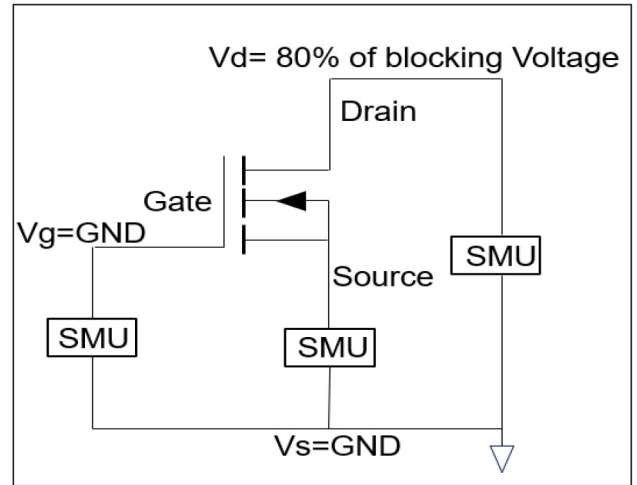 Vd= 80% of blocking Voltage
Drain
Gate
Vg=GND
SMU
Source
SMU
SMU
Vs=GND